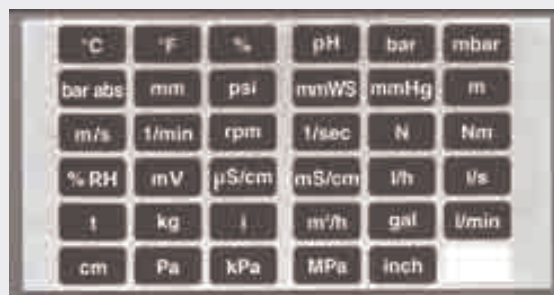 °C °F % pH bar mbar
bar abs mm psi mmWS mmHg m
m/s 1/min rpm 1/sec N Nm
% RH mV µS/cm mS/cm l/h l/s
t kg l m³/h gal l/min
cm Pa kPa MPa inch